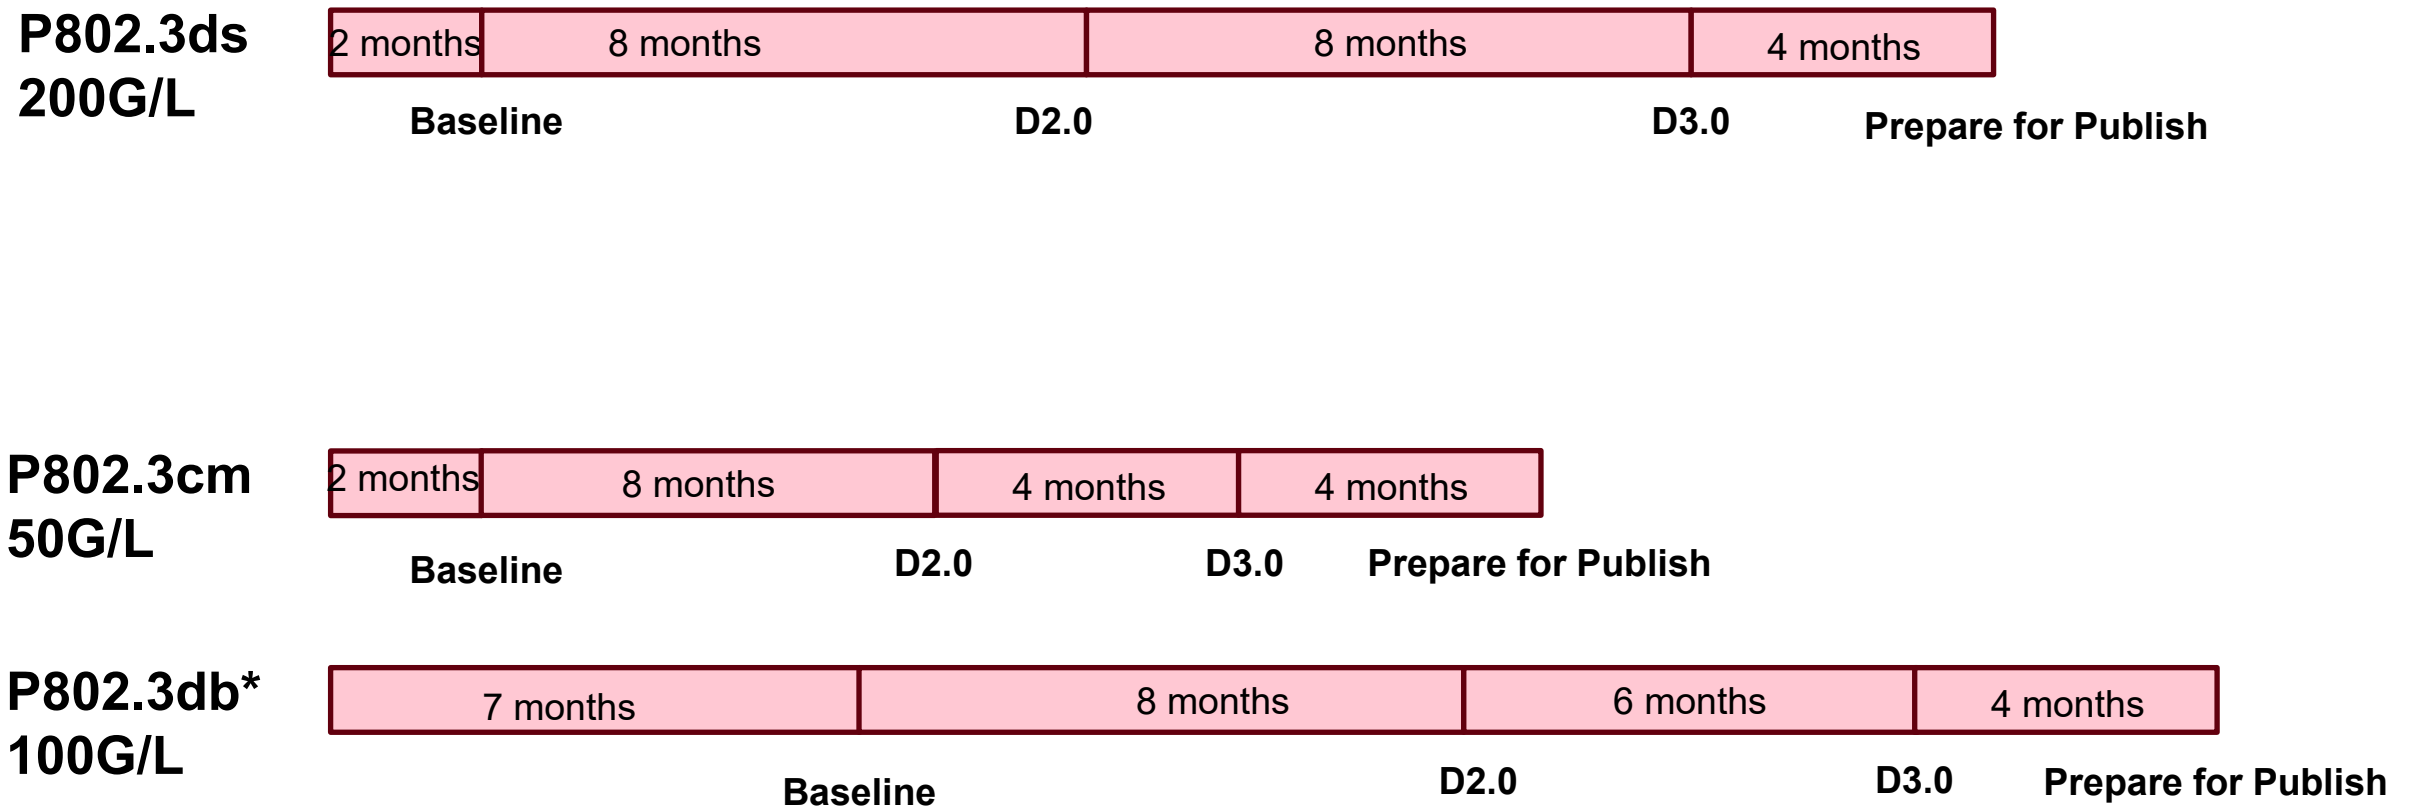 P802.3ds
200G/L
2 months
8 months
8 months
4 months
Baseline
D2.0
D3.0
Prepare for Publish
P802.3cm
50G/L
2 months
8 months
4 months
4 months
Baseline
D2.0
D3.0
Prepare for Publish
P802.3db*
100G/L
7 months
8 months
6 months
4 months
Baseline
D2.0
D3.0
Prepare for Publish